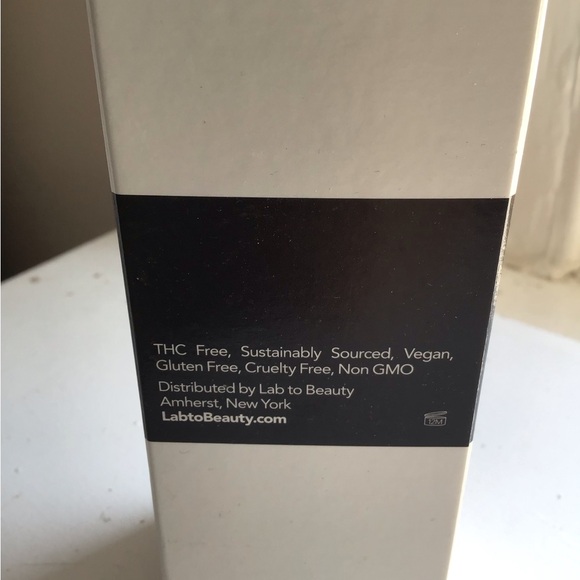 THC Free, Sustainably Sourced, Vegan,
Gluten Free, Cruelty Free, Non GMO
Distributed by Lab to Beauty
Amherst, New York
LabtoBeauty.com
12M